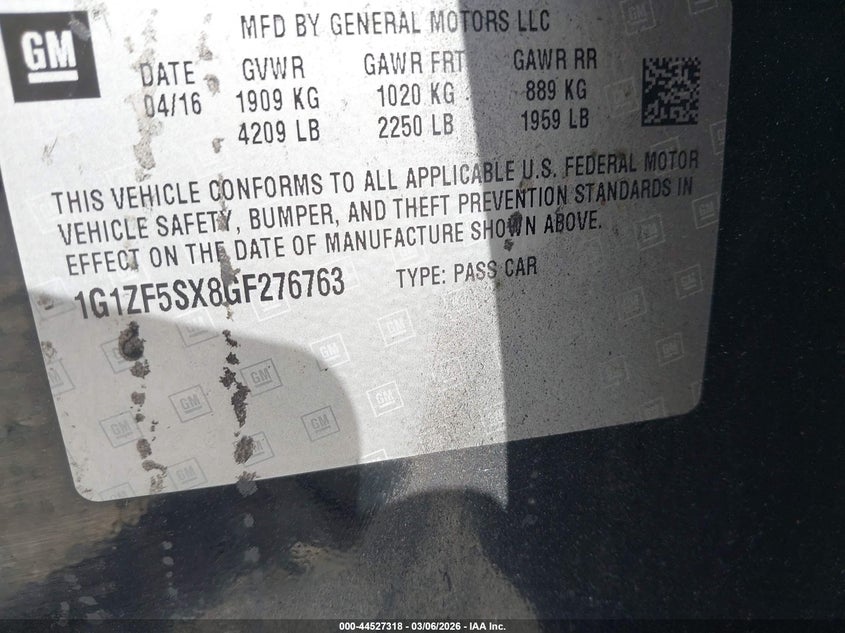 GM
MFD BY GENERAL MOTORS LLC
DATE GVWR GAWR FRT GAWR RR
04/16 1909 KG 1020 KG 889 KG
4209 LB 2250 LB 1959 LB
THIS VEHICLE CONFORMS TO ALL APPLICABLE U.S. FEDERAL MOTOR
VEHICLE SAFETY, BUMPER, AND THEFT PREVENTION STANDARDS IN
EFFECT ON THE DATE OF MANUFACTURE SHOWN ABOVE.
1G1ZF5SX8GF276763 TYPE: PASS CAR
000-44527318 - 03/06/2026 - IAA Inc.